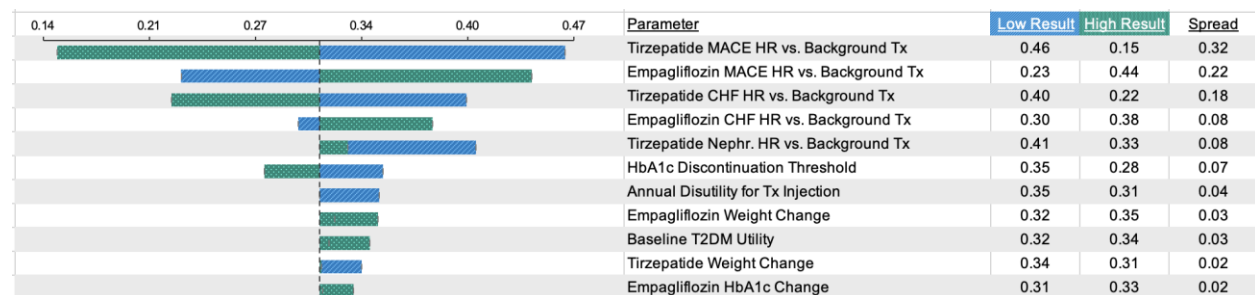 0.14 0.21 0.27 0.34 0.40 0.47 Parameter Low Result High Result Spread
Tirzepatide MACE HR vs. Background Tx 0.46 0.15 0.32
Empagliflozin MACE HR vs. Background Tx 0.23 0.44 0.22
Tirzepatide CHF HR vs. Background Tx 0.40 0.22 0.18
Empagliflozin CHF HR vs. Background Tx 0.30 0.38 0.08
Tirzepatide Nephr. HR vs. Background Tx 0.41 0.33 0.08
HbA1c Discontinuation Threshold 0.35 0.28 0.07
Annual Disutility for Tx Injection 0.35 0.31 0.04
Empagliflozin Weight Change 0.32 0.35 0.03
Baseline T2DM Utility 0.32 0.34 0.03
Tirzepatide Weight Change 0.34 0.31 0.02
Empagliflozin HbA1c Change 0.31 0.33 0.02